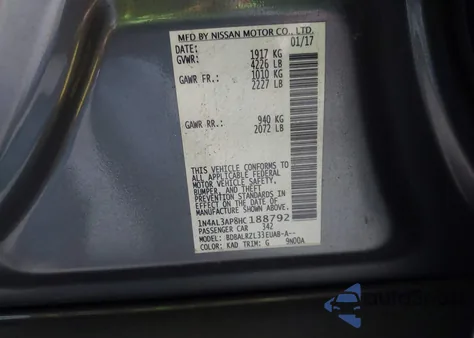 MFD BY NISSAN MOTOR CO., LTD.
DATE: 01/17
GVWR: 1917 KG
4226 LB
GAWR FR: 1010 KG
2227 LB
GAWR RR: 940 KG
2072 LB
THIS VEHICLE CONFORMS TO
ALL APPLICABLE FEDERAL
MOTOR VEHICLE SAFETY,
BUMPER, AND THEFT
PREVENTION STANDARDS IN
EFFECT ON THE DATE OF
MANUFACTURE SHOWN ABOVE.
1N4AL3AP8HC188792
PASSENGER CAR 342
MODEL: BDBALRZL33EUAB-A--
COLOR: KAD TRIM: G 9N00A